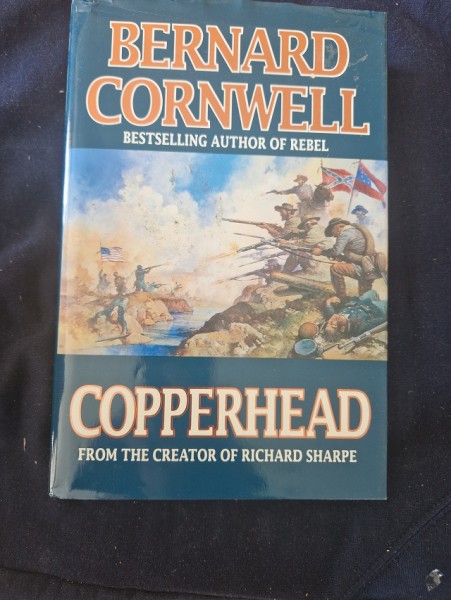 BERNARD
CORNWELL
BESTSELLING AUTHOR OF REBEL
COPPERHEAD
FROM THE CREATOR OF RICHARD SHARPE